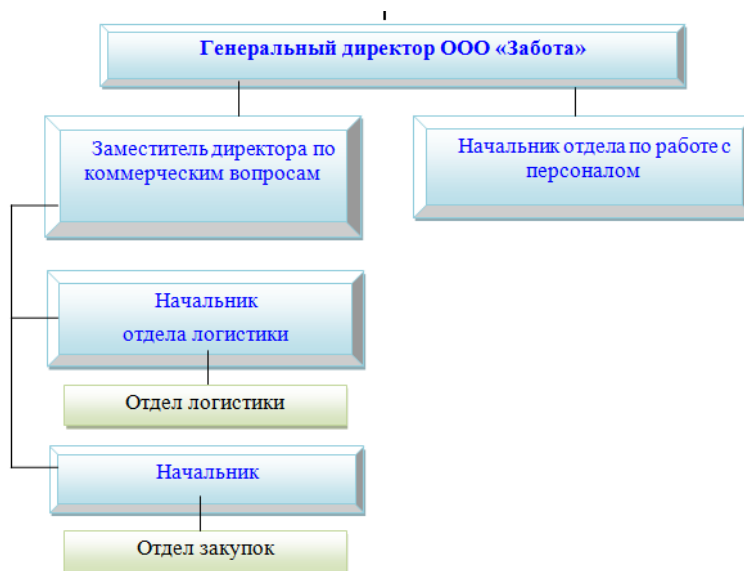 Генеральный директор ООО «Забота»
Заместитель директора по
коммерческим вопросам
Начальник отдела по работе с
персоналом
Начальник
отдела логистики
Отдел логистики
Начальник
Отдел закупок